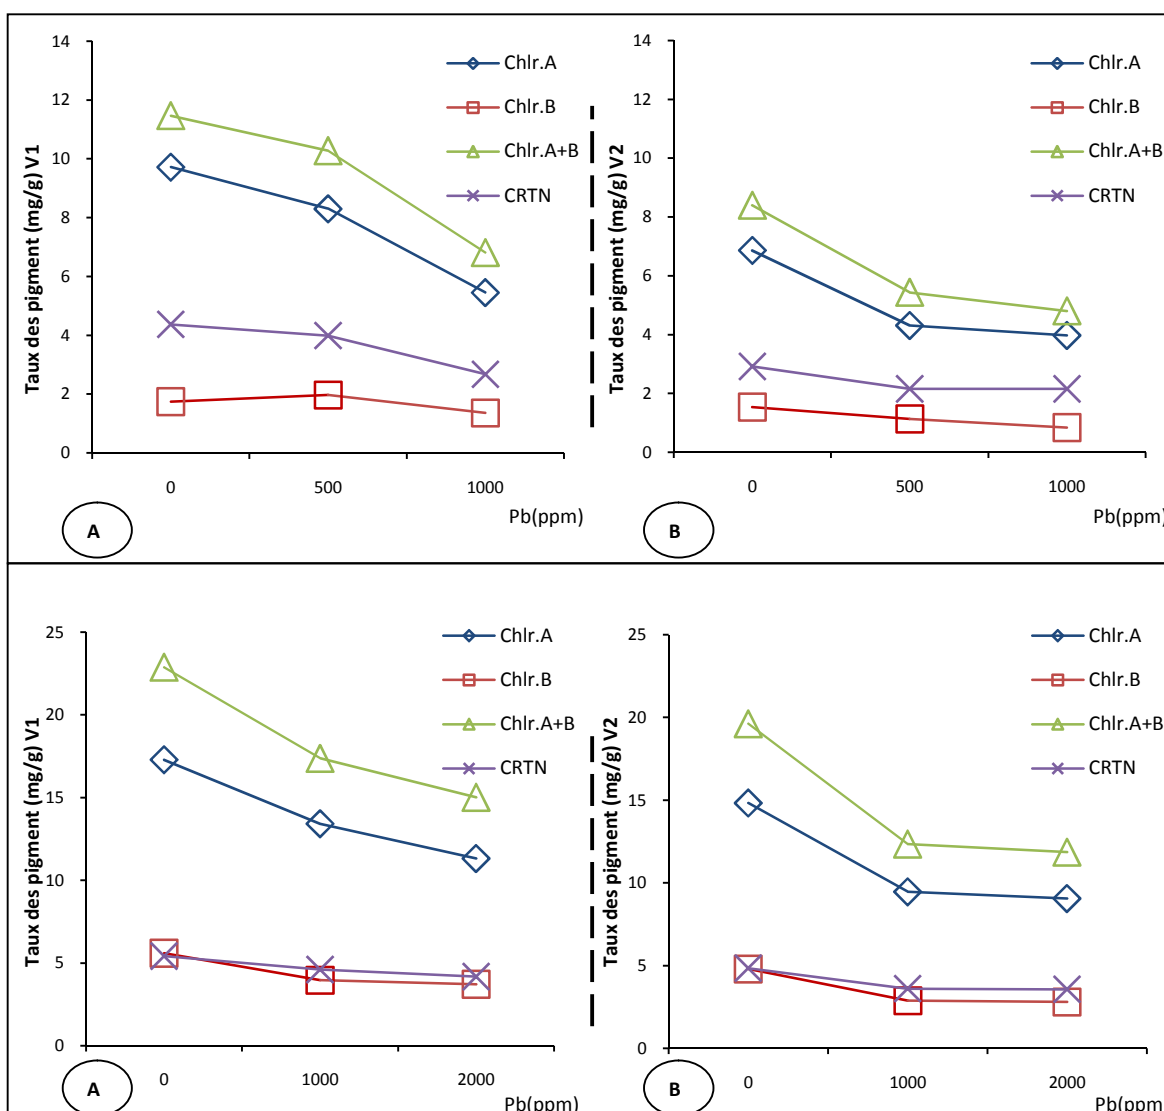 Taux des pigment (mg/g) V1
14
12
10
8
6
4
2
0
0
500
1000
Pb(ppm)
Chlr.A
Chlr.B
Chlr.A+B
CRTN
A
Taux des pigment (mg/g) V2
14
12
10
8
6
4
2
0
0
500
1000
Pb(ppm)
Chlr.A
Chlr.B
Chlr.A+B
CRTN
B
Taux des pigment (mg/g) V1
25
20
15
10
5
0
0
1000
2000
Pb(ppm)
Chlr.A
Chlr.B
Chlr.A+B
CRTN
A
Taux des pigment (mg/g) V2
25
20
15
10
5
0
0
1000
2000
Pb(ppm)
Chlr.A
Chlr.B
Chlr.A+B
CRTN
B